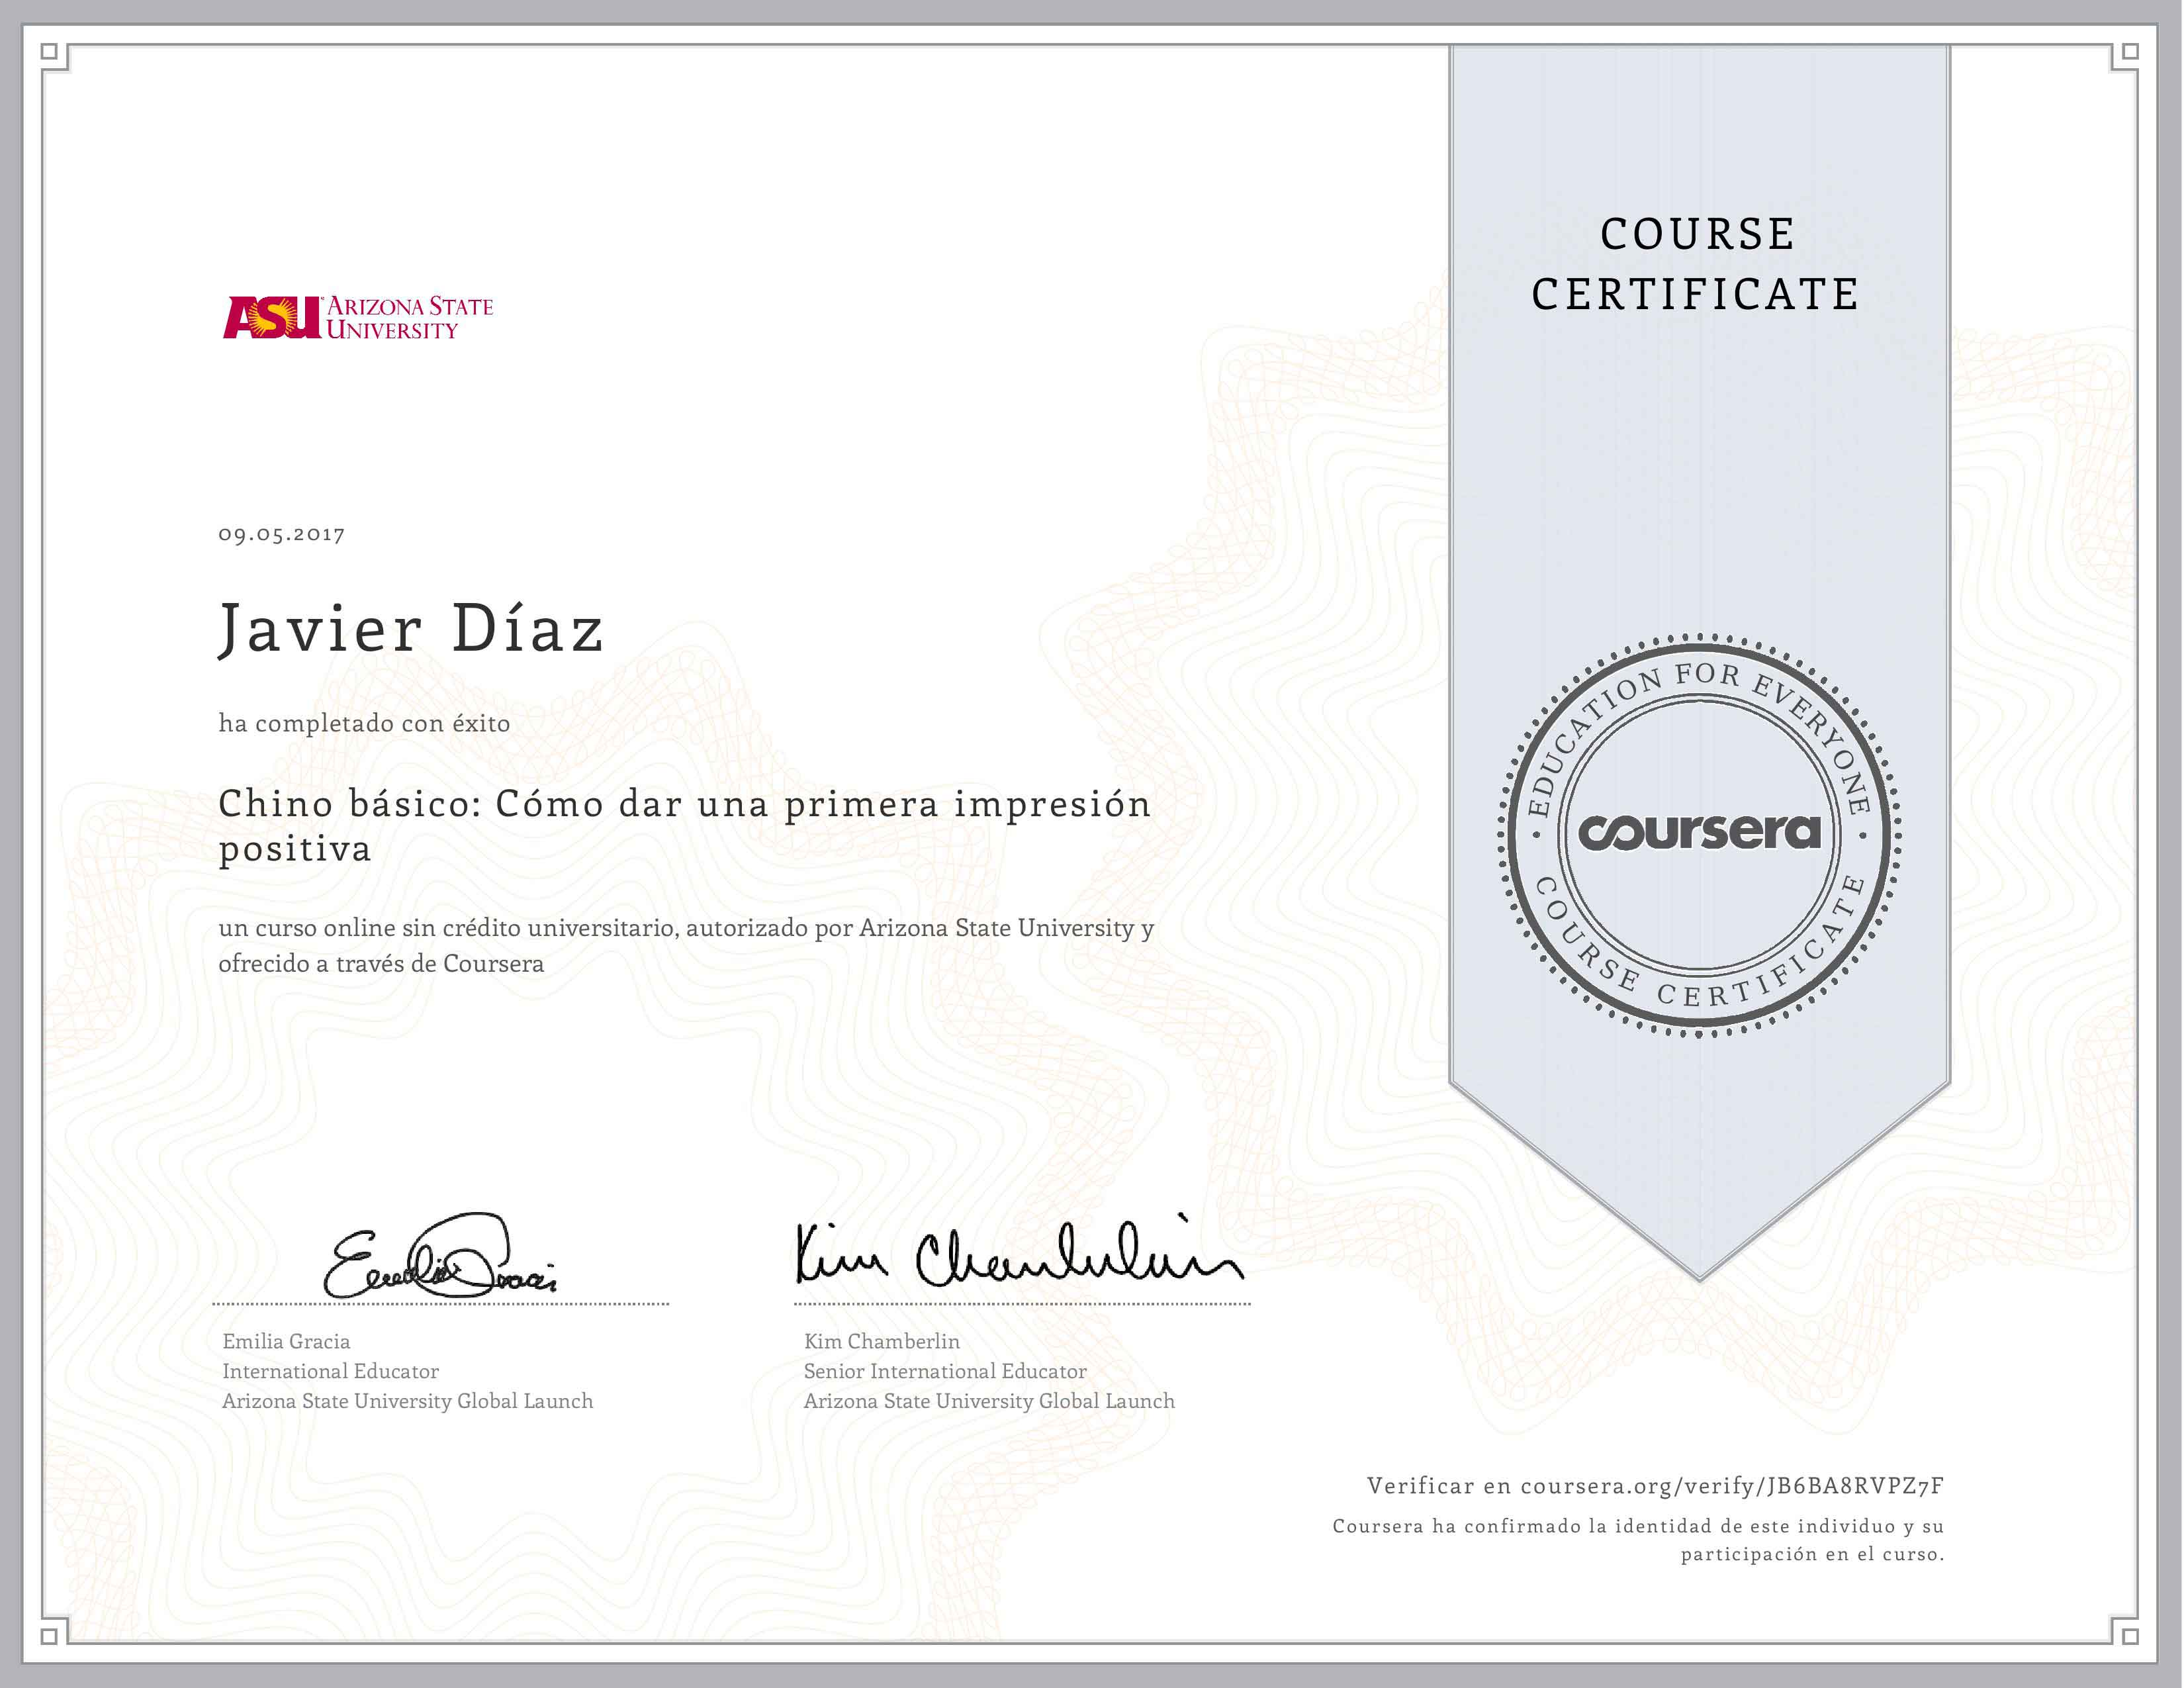 COURSE
CERTIFICATE
ASU ARIZONA STATE
UNIVERSITY
09.05.2017
Javier Díaz
ha completado con éxito
Chino básico: Cómo dar una primera impresión
positiva
un curso online sin crédito universitario, autorizado por Arizona State University y
ofrecido a través de Coursera
EDUCATION FOR EVERYONE
coursera
COURSE CERTIFICATE
Emilia Gracia
Kim Chamberlin
Emilia Gracia
International Educator
Arizona State University Global Launch
Kim Chamberlin
Senior International Educator
Arizona State University Global Launch
Verificar en coursera.org/verify/JB6BA8RVPZ7F
Coursera ha confirmado la identidad de este individuo y su
participación en el curso.